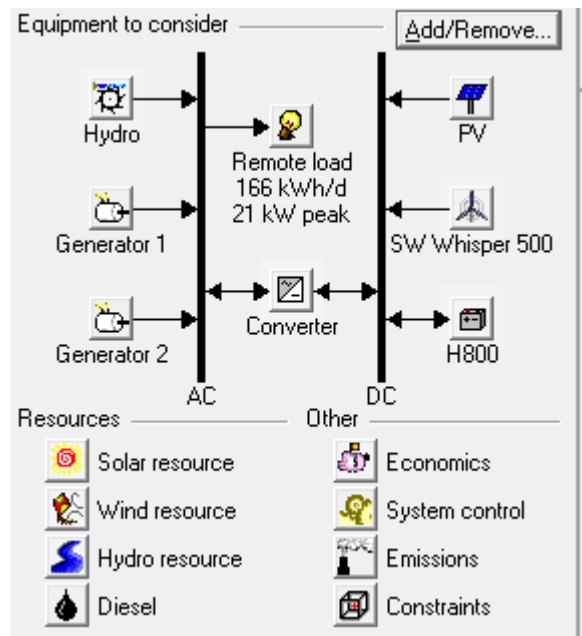 Equipment to consider
Add/Remove...
Hydro
PV
Remote load
166 kWh/d
21 kW peak
Generator 1
SW Whisper 500
Converter
Generator 2
H800
AC
DC
Resources
Other
Solar resource
Economics
Wind resource
System control
Hydro resource
Emissions
Diesel
Constraints